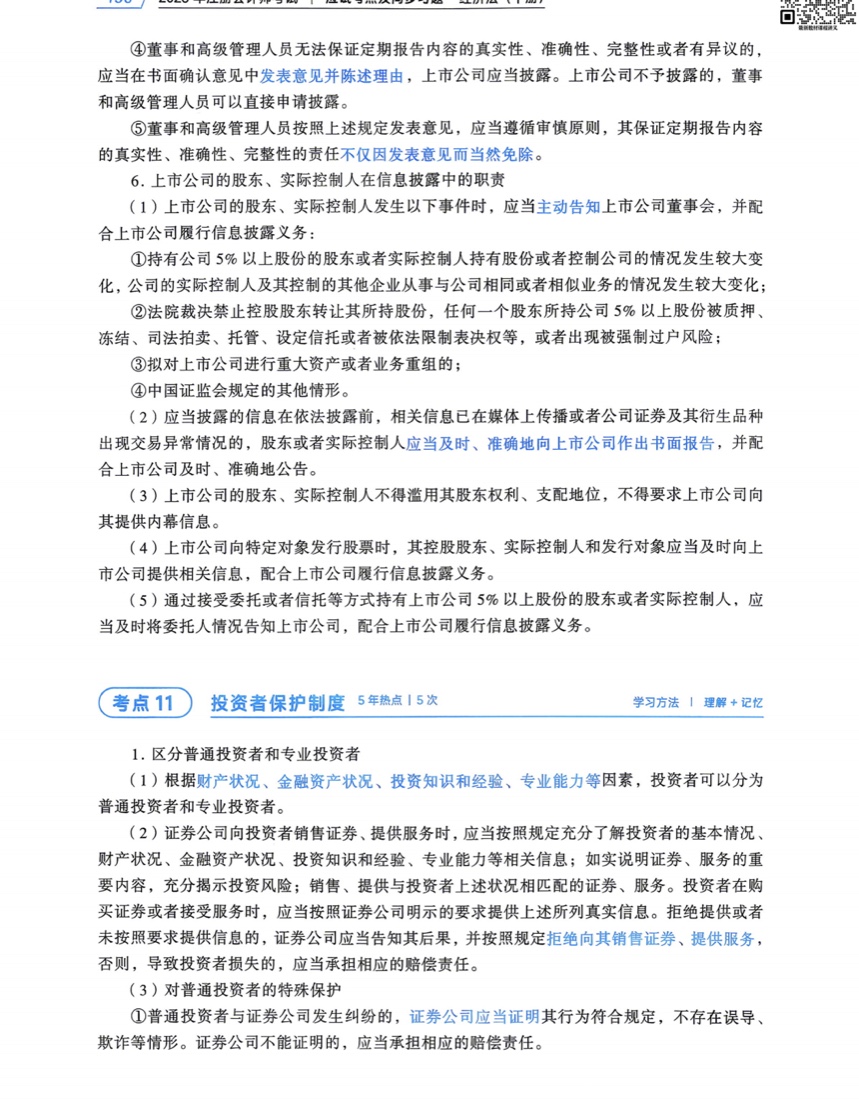 ④董事和高级管理人员无法保证定期报告内容的真实性、准确性、完整性或者有异议的，
应当在书面确认意见中发表意见并陈述理由，上市公司应当披露。上市公司不予披露的，董事
和高级管理人员可以直接申请披露。
⑤董事和高级管理人员按照上述规定发表意见，应当遵循审慎原则，其保证定期报告内容
的真实性、准确性、完整性的责任不仅因发表意见而当然免除。
6. 上市公司的股东、实际控制人在信息披露中的职责
（1）上市公司的股东、实际控制人发生以下事件时，应当主动告知上市公司董事会，并配
合上市公司履行信息披露义务：
①持有公司 5% 以上股份的股东或者实际控制人持有股份或者控制公司的情况发生较大变
化，公司的实际控制人及其控制的其他企业从事与公司相同或者相似业务的情况发生较大变化；
②法院裁决禁止控股股东转让其所持股份，任何一个股东所持公司 5% 以上股份被质押、
冻结、司法拍卖、托管、设定信托或者被依法限制表决权等，或者出现被强制过户风险；
③拟对上市公司进行重大资产或者业务重组的；
④中国证监会规定的其他情形。
（2）应当披露的信息在依法披露前，相关信息已在媒体上传播或者公司证券及其衍生品种
出现交易异常情况的，股东或者实际控制人应当及时、准确地向上市公司作出书面报告，并配
合上市公司及时、准确地公告。
（3）上市公司的股东、实际控制人不得滥用其股东权利、支配地位，不得要求上市公司向
其提供内幕信息。
（4）上市公司向特定对象发行股票时，其控股股东、实际控制人和发行对象应当及时向上
市公司提供相关信息，配合上市公司履行信息披露义务。
（5）通过接受委托或者信托等方式持有上市公司 5% 以上股份的股东或者实际控制人，应
当及时将委托人情况告知上市公司，配合上市公司履行信息披露义务。
考点 11 投资者保护制度 5 年热点 | 5 次 学习方法 | 理解 + 记忆
1. 区分普通投资者和专业投资者
（1）根据财产状况、金融资产状况、投资知识和经验、专业能力等因素，投资者可以分为
普通投资者和专业投资者。
（2）证券公司向投资者销售证券、提供服务时，应当按照规定充分了解投资者的基本情况、
财产状况、金融资产状况、投资知识和经验、专业能力等相关信息；如实说明证券、服务的重
要内容，充分揭示投资风险；销售、提供与投资者上述状况相匹配的证券、服务。投资者在购
买证券或者接受服务时，应当按照证券公司明示的要求提供上述所列真实信息。拒绝提供或者
未按照要求提供信息的，证券公司应当告知其后果，并按照规定拒绝向其销售证券、提供服务，
否则，导致投资者损失的，应当承担相应的赔偿责任。
（3）对普通投资者的特殊保护
①普通投资者与证券公司发生纠纷的，证券公司应当证明其行为符合规定，不存在误导、
欺诈等情形。证券公司不能证明的，应当承担相应的赔偿责任。